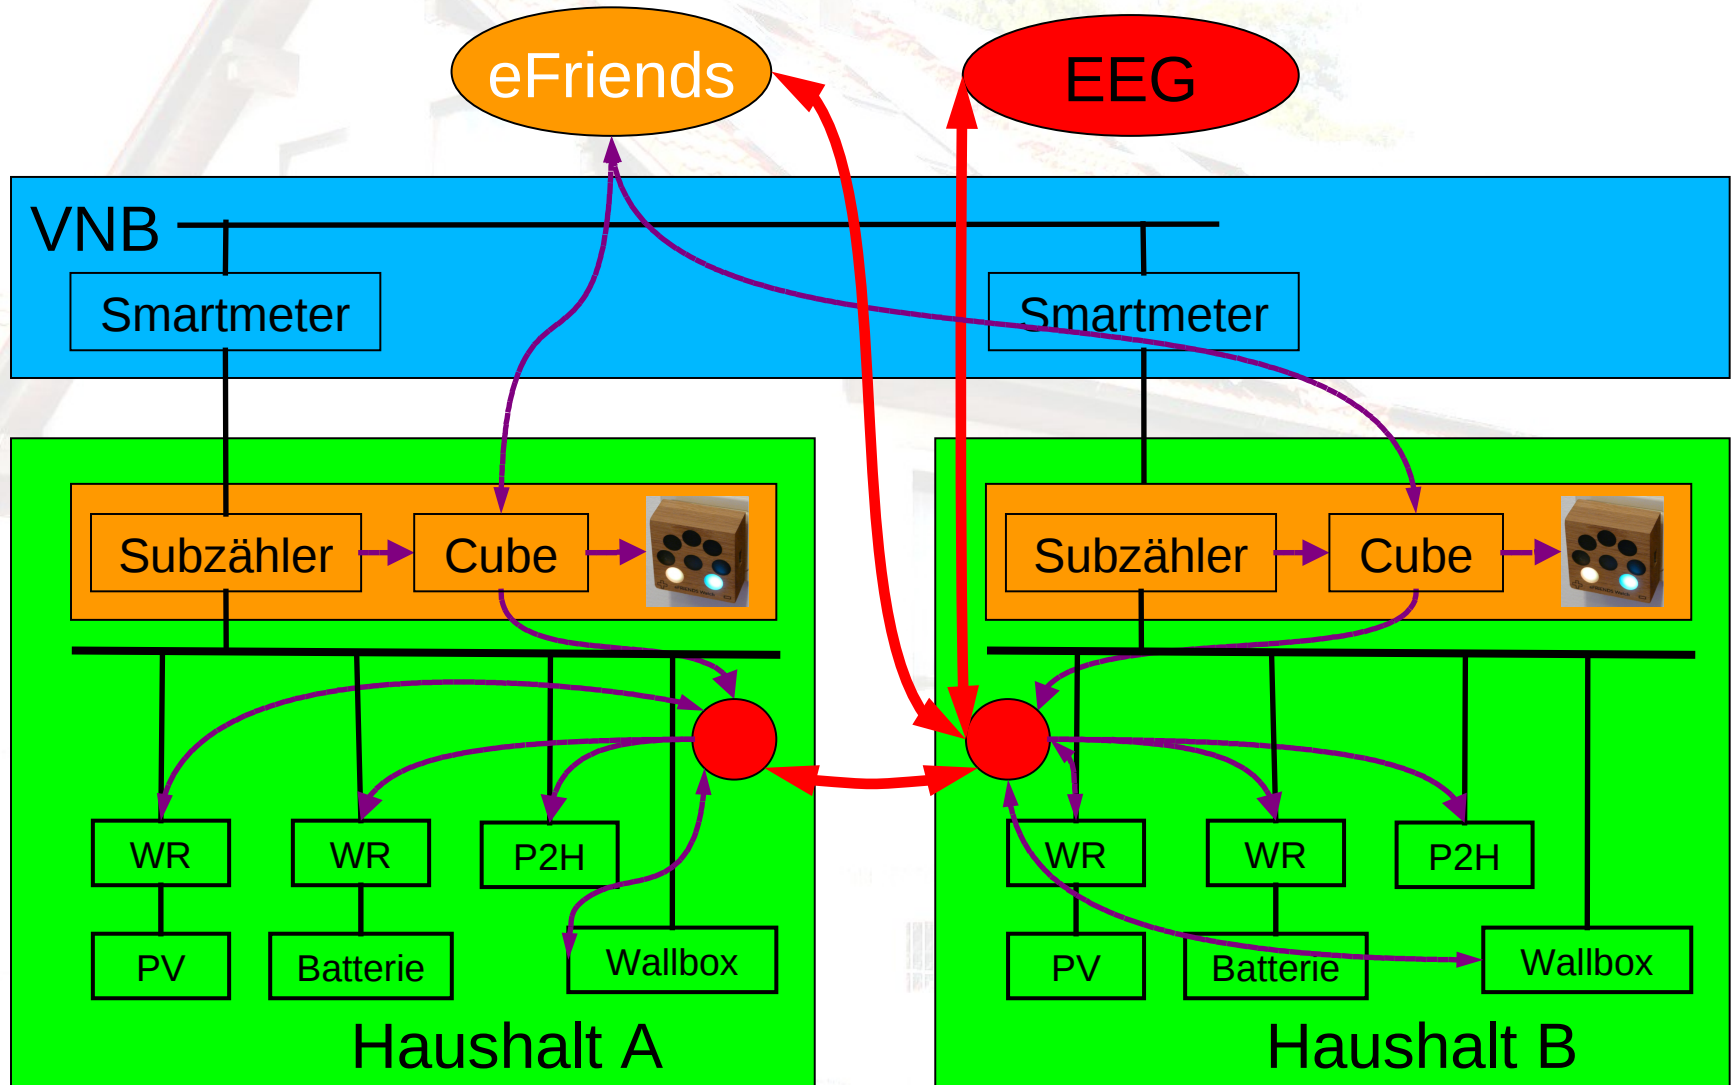 eFriends
EEG
VNB
Smartmeter
Smartmeter
Subzähler
Cube
Subzähler
Cube
WR
WR
P2H
WR
WR
P2H
PV
Batterie
Wallbox
PV
Batterie
Wallbox
Haushalt A
Haushalt B